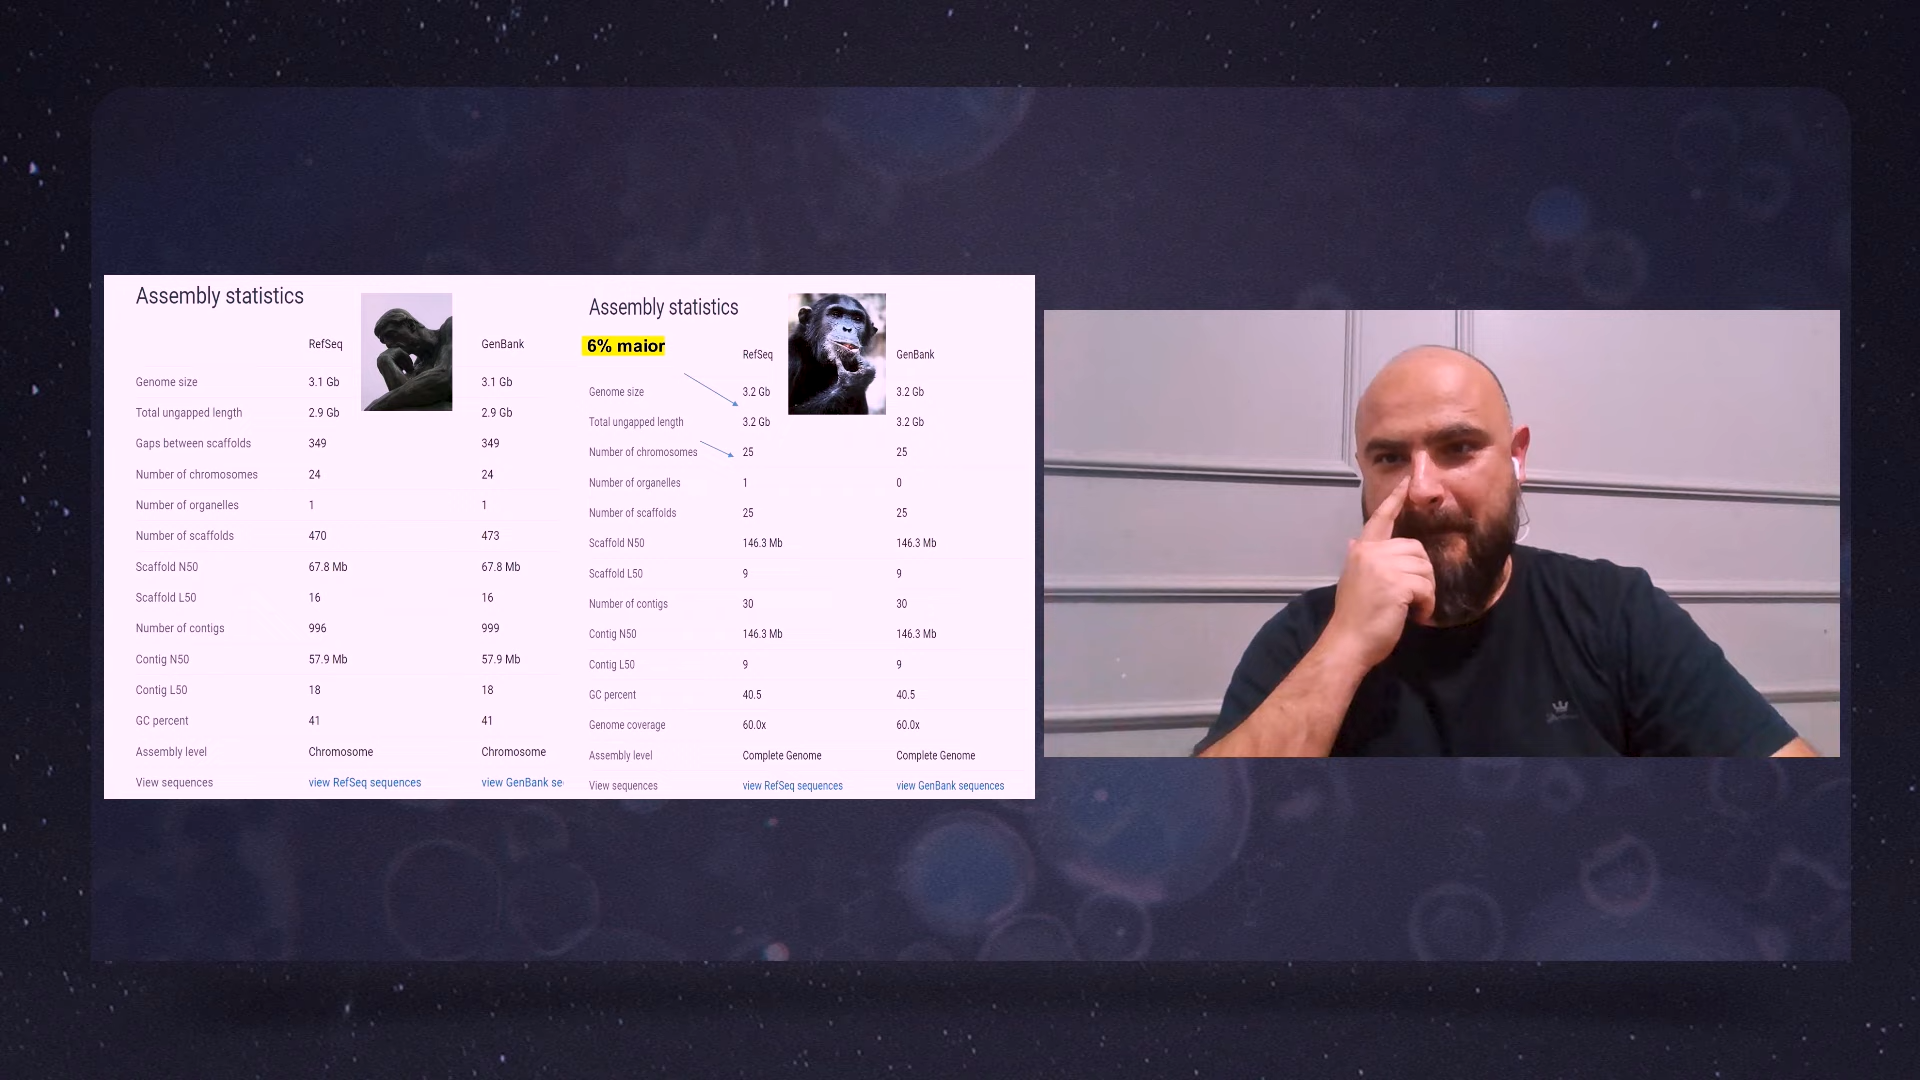 Assembly statistics
RefSeq GenBank
Genome size 3.1 Gb 3.1 Gb
Total ungapped length 2.9 Gb 2.9 Gb
Gaps between scaffolds 349 349
Number of chromosomes 24 24
Number of organelles 1 1
Number of scaffolds 470 473
Scaffold N50 67.8 Mb 67.8 Mb
Scaffold L50 16 16
Number of contigs 996 999
Contig N50 57.9 Mb 57.9 Mb
Contig L50 18 18
GC percent 41 41
Assembly level Chromosome Chromosome
View sequences view RefSeq sequences view GenBank se
Assembly statistics
6% maior
RefSeq GenBank
Genome size 3.2 Gb 3.2 Gb
Total ungapped length 3.2 Gb 3.2 Gb
Number of chromosomes 25 25
Number of organelles 1 0
Number of scaffolds 25 25
Scaffold N50 146.3 Mb 146.3 Mb
Scaffold L50 9 9
Number of contigs 30 30
Contig N50 146.3 Mb 146.3 Mb
Contig L50 9 9
GC percent 40.5 40.5
Genome coverage 60.0x 60.0x
Assembly level Complete Genome Complete Genome
View sequences view RefSeq sequences view GenBank sequences